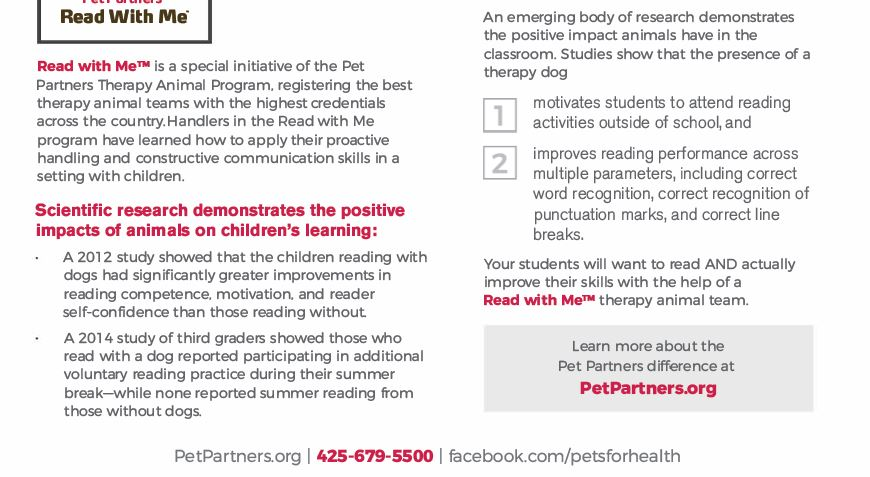 Pet Partners
Read With Me™
Read with Me™ is a special initiative of the Pet
Partners Therapy Animal Program, registering the best
therapy animal teams with the highest credentials
across the country.Handlers in the Read with Me
program have learned how to apply their proactive
handling and constructive communication skills in a
setting with children.
Scientific research demonstrates the positive
impacts of animals on children's learning:
· A 2012 study showed that the children reading with
dogs had significantly greater improvements in
reading competence, motivation, and reader
self-confidence than those reading without.
· A 2014 study of third graders showed those who
read with a dog reported participating in additional
voluntary reading practice during their summer
break—while none reported summer reading from
those without dogs.
An emerging body of research demonstrates
the positive impact animals have in the
classroom. Studies show that the presence of a
therapy dog
1 motivates students to attend reading
activities outside of school, and
2 improves reading performance across
multiple parameters, including correct
word recognition, correct recognition of
punctuation marks, and correct line
breaks.
Your students will want to read AND actually
improve their skills with the help of a
Read with Me™ therapy animal team.
Learn more about the
Pet Partners difference at
PetPartners.org
PetPartners.org | 425-679-5500 | facebook.com/petsforhealth